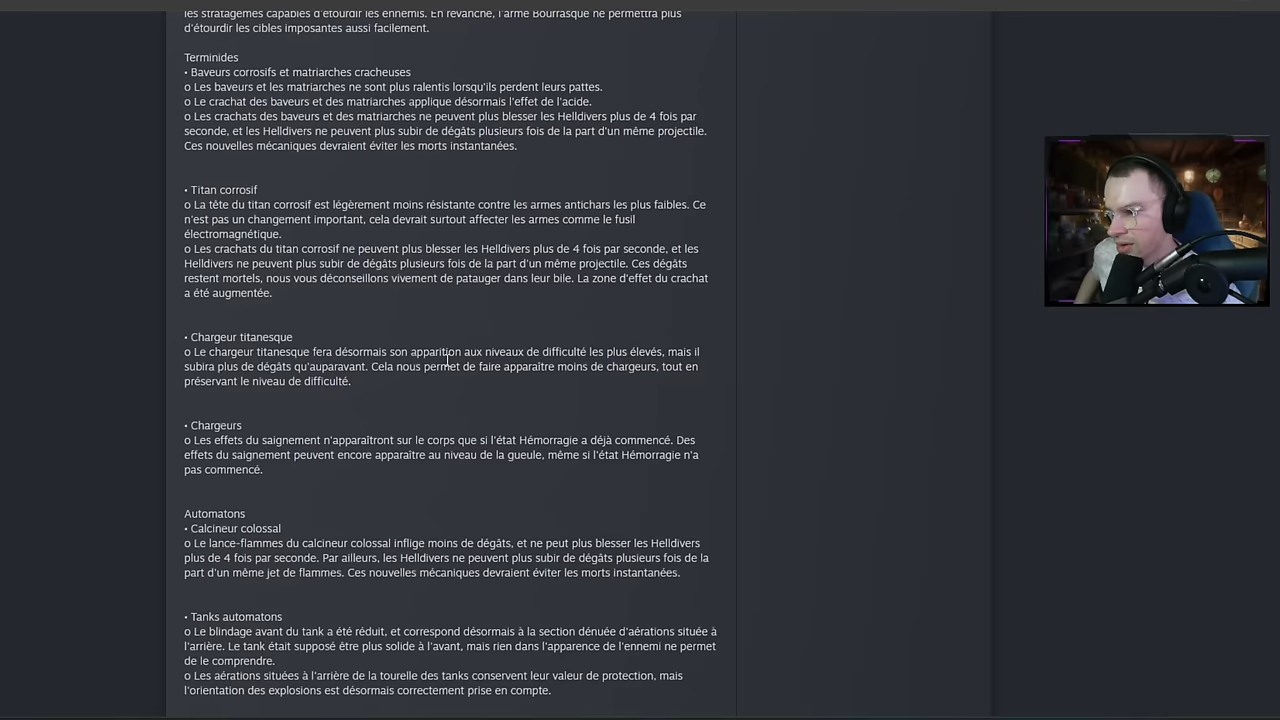 les stratagèmes capables d'étourdir les ennemis. En revanche, l'arme Bourrasque ne permettra plus
d'étourdir les cibles imposantes aussi facilement.
Terminides
• Baveurs corrosifs et matriarches cracheuses
o Les baveurs et les matriarches ne sont plus ralentis lorsqu'ils perdent leurs pattes.
o Le crachat des baveurs et des matriarches applique désormais l'effet de l'acide.
o Les crachats des baveurs et des matriarches ne peuvent plus blesser les Helldivers plus de 4 fois par
seconde, et les Helldivers ne peuvent plus subir de dégâts plusieurs fois de la part d'un même projectile.
Ces nouvelles mécaniques devraient éviter les morts instantanées.
• Titan corrosif
o La tête du titan corrosif est légèrement moins résistante contre les armes antichars les plus faibles. Ce
n'est pas un changement important, cela devrait surtout affecter les armes comme le fusil
électromagnétique.
o Les crachats du titan corrosif ne peuvent plus blesser les Helldivers plus de 4 fois par seconde, et les
Helldivers ne peuvent plus subir de dégâts plusieurs fois de la part d'un même projectile. Ces dégâts
restent mortels, nous vous déconseillons vivement de patauger dans leur bile. La zone d'effet du crachat
a été augmentée.
• Chargeur titanesque
o Le chargeur titanesque fera désormais son apparition aux niveaux de difficulté les plus élevés, mais il
subira plus de dégâts qu'auparavant. Cela nous permet de faire apparaître moins de chargeurs, tout en
préservant le niveau de difficulté.
• Chargeurs
o Les effets du saignement n'apparaîtront sur le corps que si l'état Hémorragie a déjà commencé. Des
effets du saignement peuvent encore apparaître au niveau de la gueule, même si l'état Hémorragie n'a
pas commencé.
Automatons
• Calcineur colossal
o Le lance-flammes du calcineur colossal inflige moins de dégâts, et ne peut plus blesser les Helldivers
plus de 4 fois par seconde. Par ailleurs, les Helldivers ne peuvent plus subir de dégâts plusieurs fois de la
part d'un même jet de flammes. Ces nouvelles mécaniques devraient éviter les morts instantanées.
• Tanks automatons
o Le blindage avant du tank a été réduit, et correspond désormais à la section dénuée d'aérations située à
l'arrière. Le tank était supposé être plus solide à l'avant, mais rien dans l'apparence de l'ennemi ne permet
de le comprendre.
o Les aérations situées à l'arrière de la tourelle des tanks conservent leur valeur de protection, mais
l'orientation des explosions est désormais correctement prise en compte.